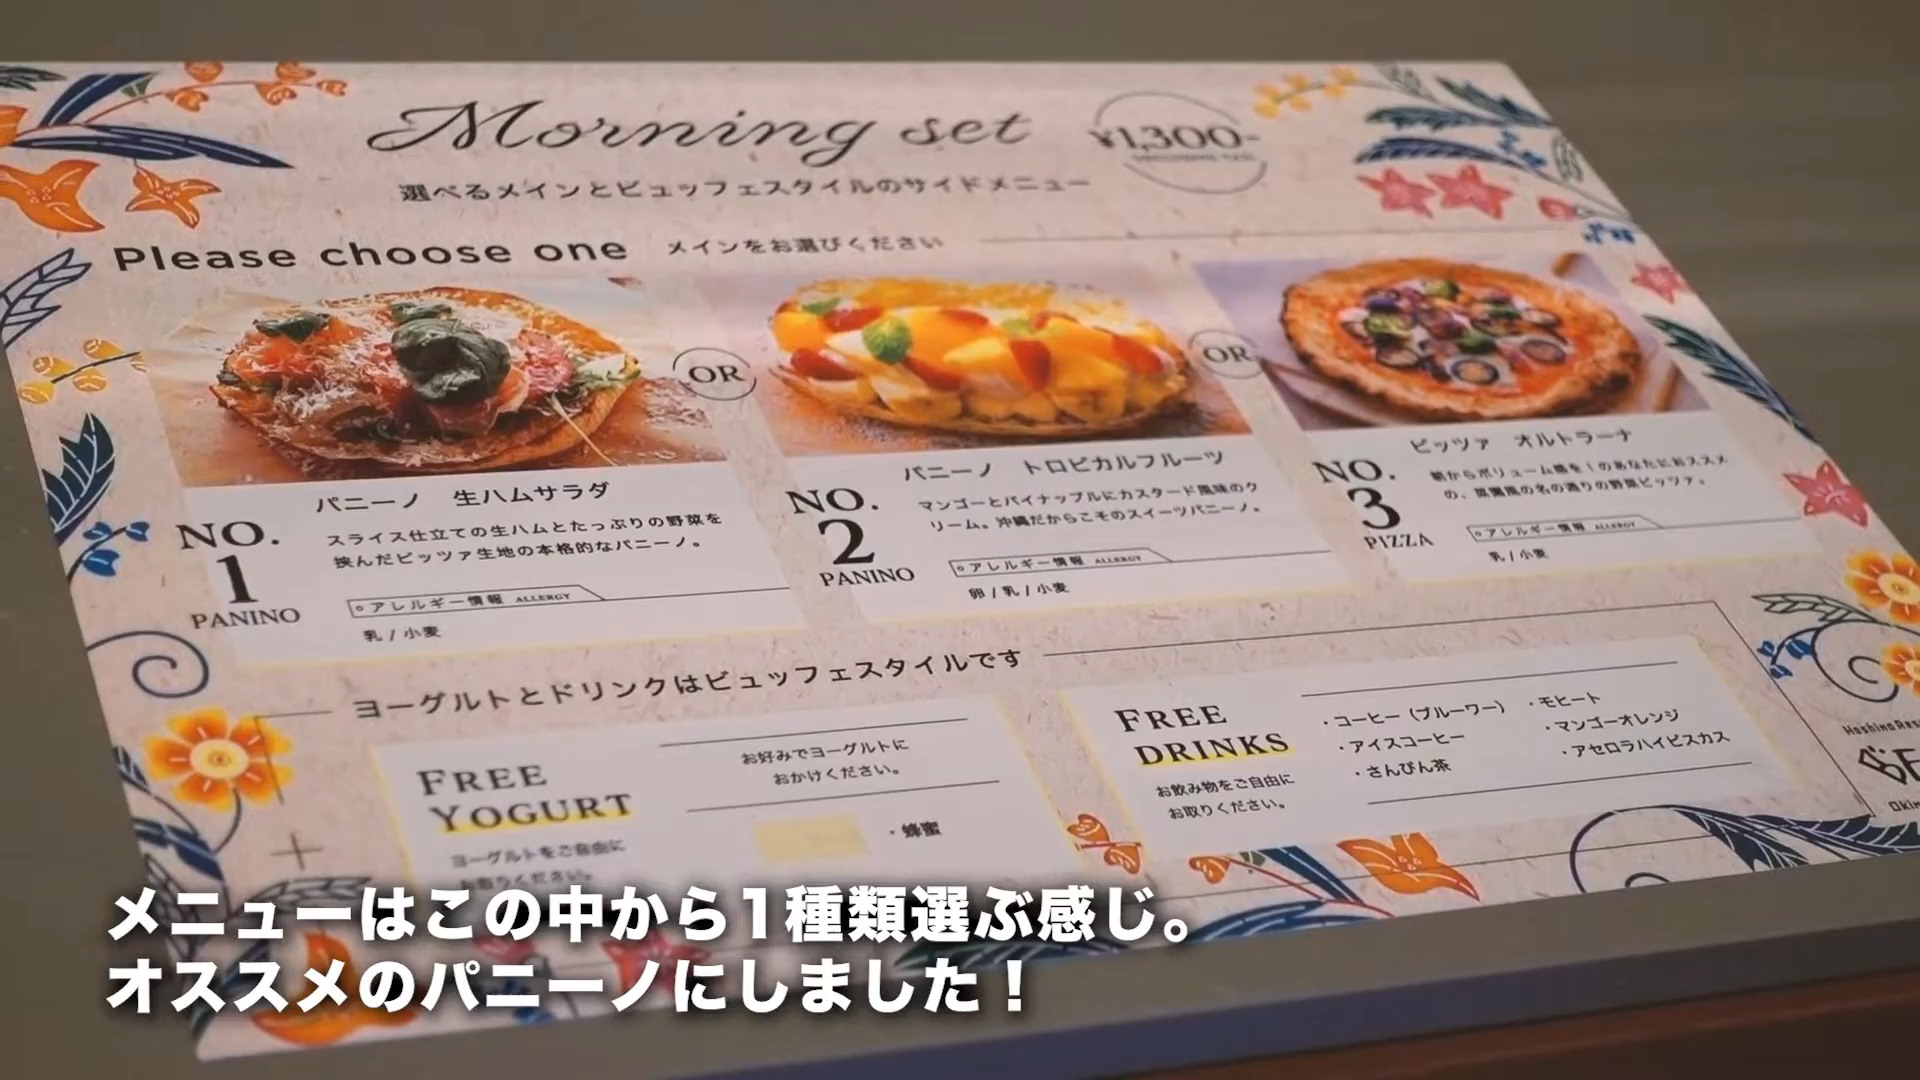 Morning set
¥1,300-
選べるメインとビュッフェスタイルのサイドメニュー
Please choose one メインをお選びください
OR
OR
NO.
1
PANINO
パニーノ 生ハムサラダ
スライス仕立ての生ハムとたっぷりの野菜を
挟んだピッツァ生地の本格的なパニーノ。
アレルギー情報 ALLERGY
乳 / 小麦
NO.
2
PANINO
パニーノ トロピカルフルーツ
マンゴーとパイナップルにカスタード風味のク
リーム。沖縄だからこそのスイーツパニーノ。
アレルギー情報 ALLERGY
卵 / 乳 / 小麦
NO.
3
PIZZA
ピッツァ オルトラーナ
朝からボリューム満を!のあなたにおススメ
の、菜園風の名の通りの野菜ピッツァ。
アレルギー情報 ALLERGY
乳 / 小麦
ヨーグルトとドリンクはビュッフェスタイルです
FREE
YOGURT
ヨーグルトをご自由に
お取りください。
お好みでヨーグルトに
おかけください。
・蜂蜜
FREE
DRINKS
お飲み物をご自由に
お取りください。
・コーヒー（ブルーワー）
・アイスコーヒー
・さんぴん茶
・モヒート
・マンゴーオレンジ
・アセロラハイビスカス
メニューはこの中から1種類選ぶ感じ。
オススメのパニーノにしました！